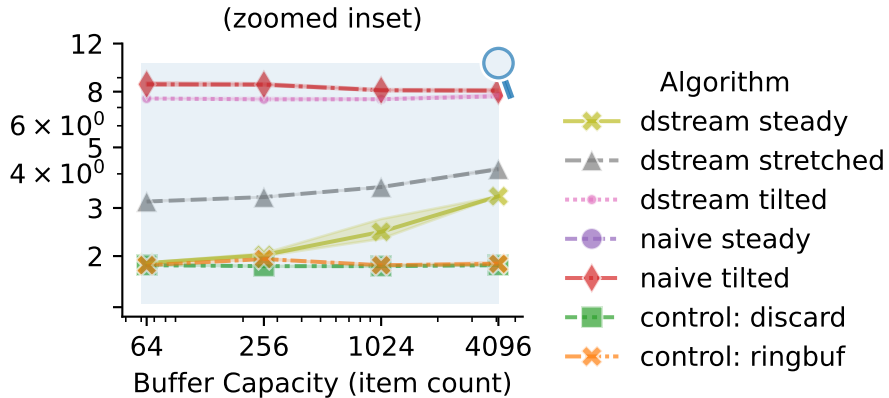 (zoomed inset)
12
8
6 × 10⁰
5
4 × 10⁰
3
2
64 256 1024 4096
Buffer Capacity (item count)
Algorithm
dstream steady
dstream stretched
dstream tilted
naive steady
naive tilted
control: discard
control: ringbuf